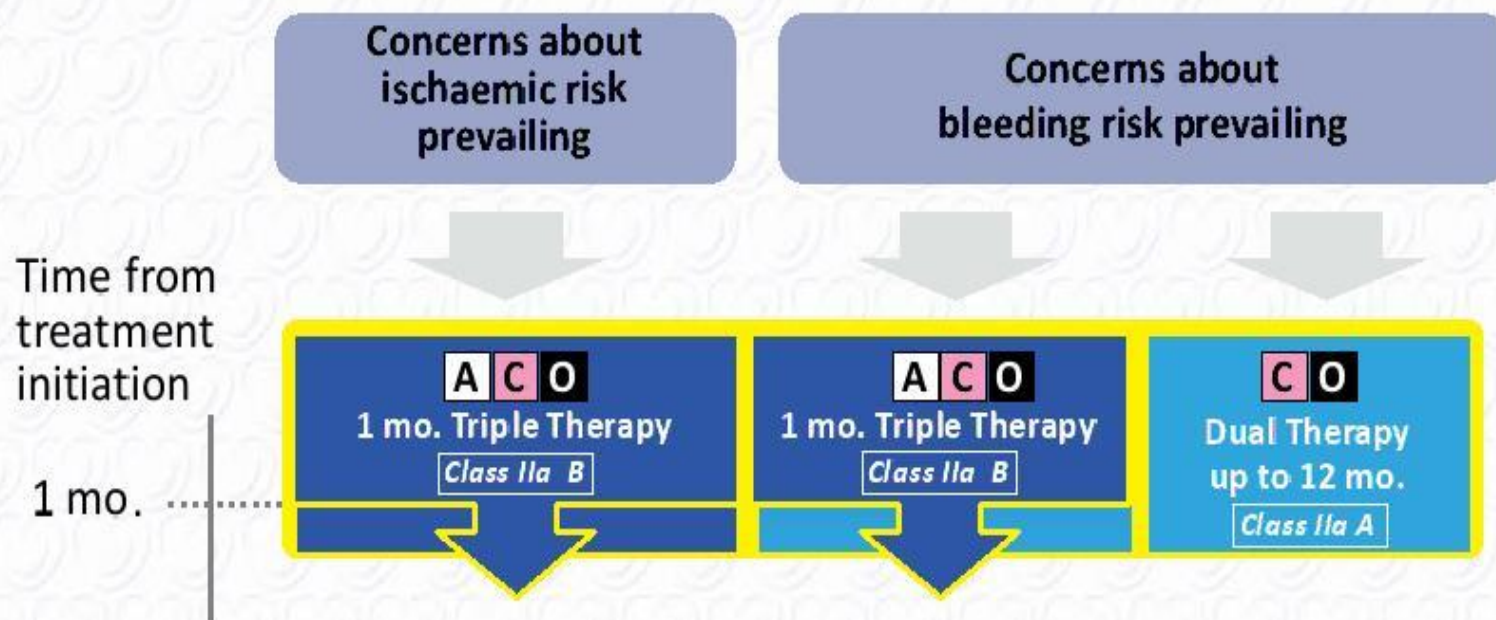 Concerns about
ischaemic risk
prevailing
Concerns about
bleeding risk prevailing
Time from
treatment
initiation
A C O
1 mo. Triple Therapy
Class IIa B
A C O
1 mo. Triple Therapy
Class IIa B
C O
Dual Therapy
up to 12 mo.
Class IIa A
1 mo.